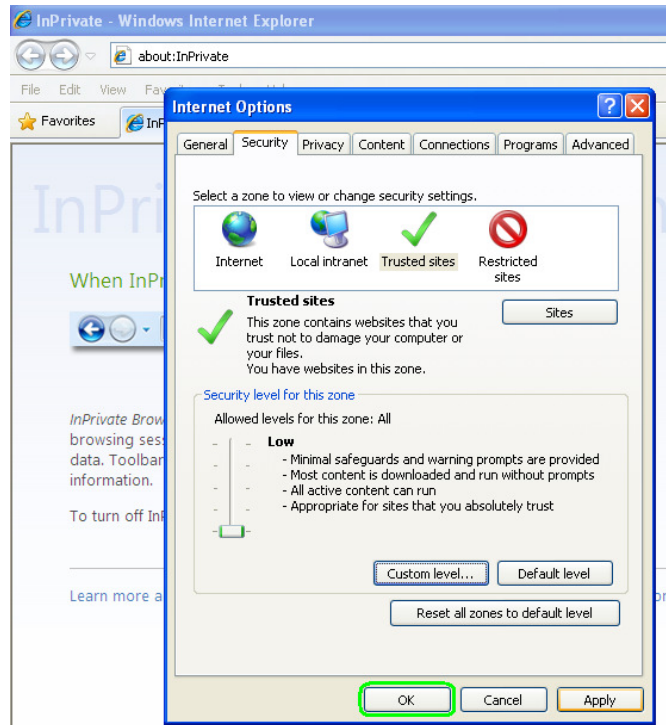 InPrivate - Windows Internet Explorer
about:InPrivate
File Edit View
Favorites
Internet Options
General Security Privacy Content Connections Programs Advanced
Select a zone to view or change security settings.
Internet Local intranet Trusted sites Restricted sites
Trusted sites
This zone contains websites that you
trust not to damage your computer or
your files.
You have websites in this zone.
Sites
Security level for this zone
Allowed levels for this zone: All
Low
- Minimal safeguards and warning prompts are provided
- Most content is downloaded and run without prompts
- All active content can run
- Appropriate for sites that you absolutely trust
Custom level... Default level
Reset all zones to default level
OK Cancel Apply
InPri
When InPr
InPrivate Brow
browsing ses
data. Toolbar
information.
To turn off InP
Learn more a